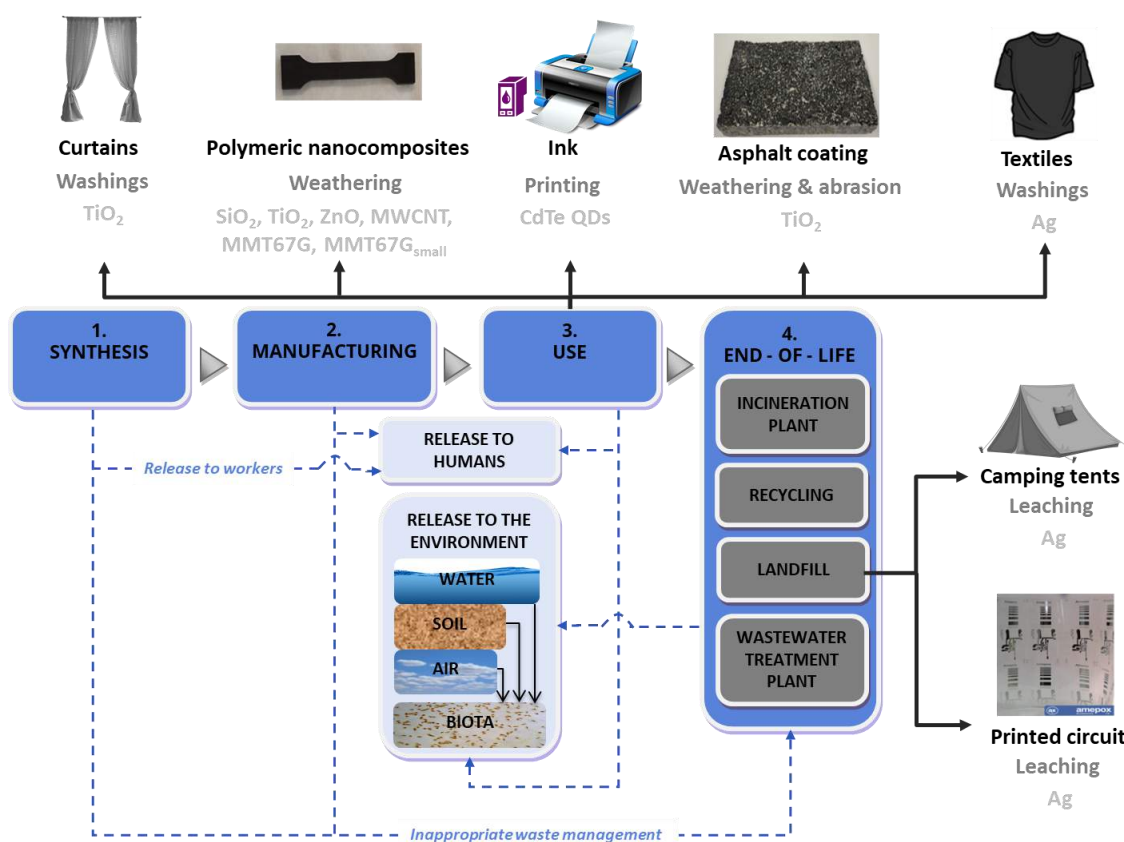 Curtains
Washings
TiO₂
Polymeric nanocomposites
Weathering
SiO₂, TiO₂, ZnO, MWCNT,
MMT67G, MMT67G small
Ink
Printing
CdTe QDs
Asphalt coating
Weathering & abrasion
TiO₂
Textiles
Washings
Ag
1.
SYNTHESIS
2.
MANUFACTURING
3.
USE
4.
END - OF - LIFE
INCINERATION
PLANT
RECYCLING
LANDFILL
WASTEWATER
TREATMENT
PLANT
Release to workers
RELEASE TO
HUMANS
RELEASE TO THE
ENVIRONMENT
WATER
SOIL
AIR
BIOTA
Inappropriate waste management
Camping tents
Leaching
Ag
amepox
Printed circuit
Leaching
Ag